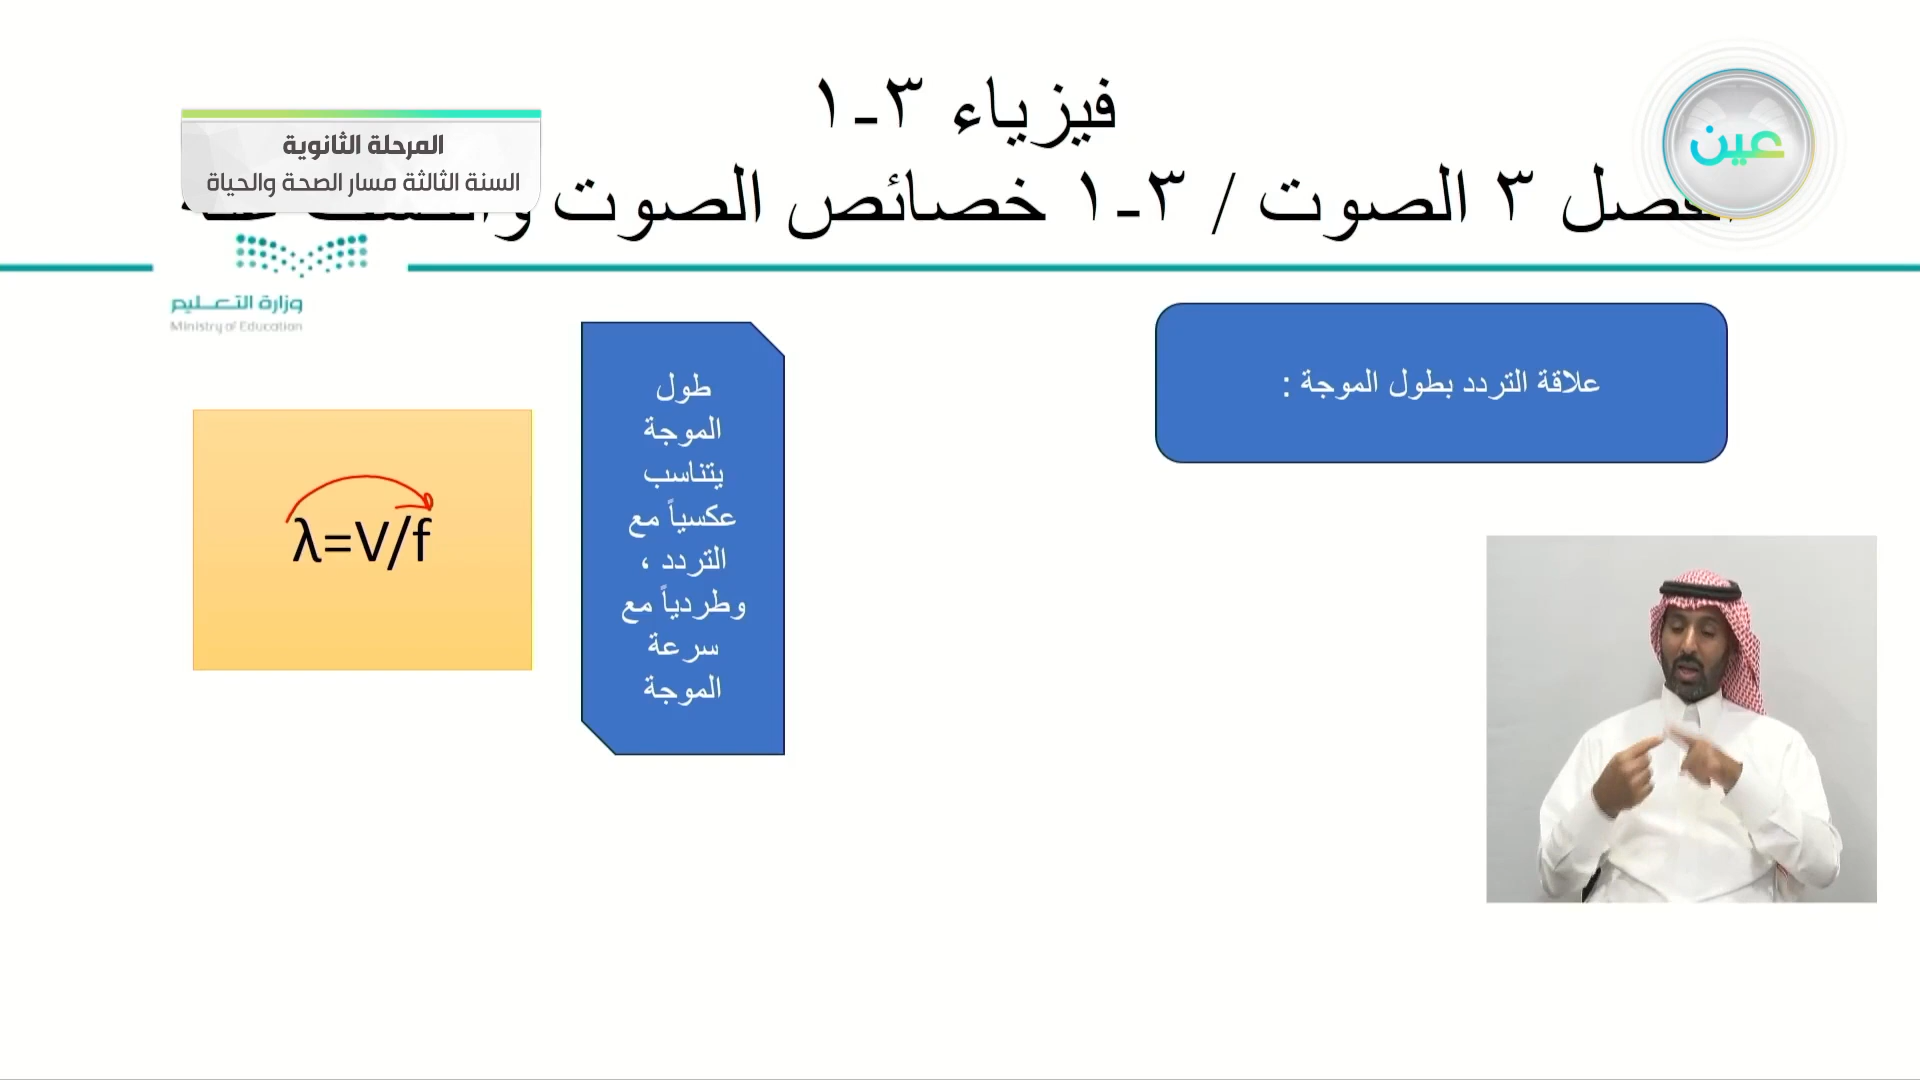 فيزياء ٣-١
المرحلة الثانوية
السنة الثالثة مسار الصحة والحياة
عين
٣ الصوت / ٣-١ خصائص الصوت
وزارة التعليم
Ministry of Education
علاقة التردد بطول الموجة :
طول
الموجة
يتناسب
عكسياً مع
التردد ،
وطردياً مع
سرعة
الموجة
λ=V/f